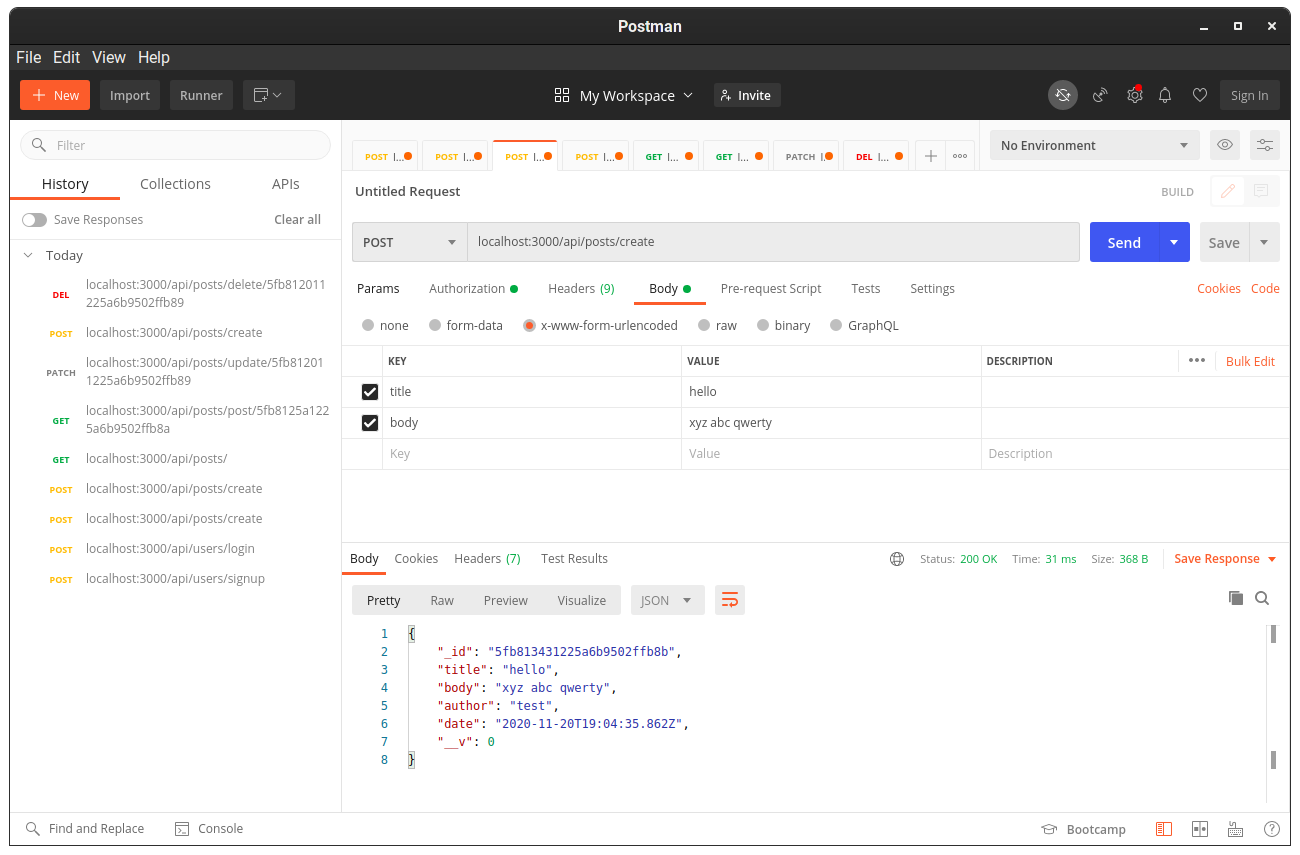 Postman
File Edit View Help
New Import Runner My Workspace Invite Sign In
Filter
History Collections APIs
Save Responses Clear all
Today
DEL localhost:3000/api/posts/delete/5fb812011
225a6b9502ffb89
POST localhost:3000/api/posts/create
PATCH localhost:3000/api/posts/update/5fb81201
1225a6b9502ffb89
GET localhost:3000/api/posts/post/5fb8125a122
5a6b9502ffb8a
GET localhost:3000/api/posts/
POST localhost:3000/api/posts/create
POST localhost:3000/api/posts/create
POST localhost:3000/api/users/login
POST localhost:3000/api/users/signup
POST l... POST l... POST l... POST l... GET l... GET l... PATCH l. DEL l... No Environment
Untitled Request BUILD
POST localhost:3000/api/posts/create Send Save
Params Authorization Headers (9) Body Pre-request Script Tests Settings Cookies Code
none form-data x-www-form-urlencoded raw binary GraphQL
KEY VALUE DESCRIPTION Bulk Edit
title hello
body xyz abc qwerty
Key Value Description
Body Cookies Headers (7) Test Results Status: 200 OK Time: 31 ms Size: 368 B Save Response
Pretty Raw Preview Visualize JSON
1 {
2 "_id": "5fb813431225a6b9502ffb8b",
3 "title": "hello",
4 "body": "xyz abc qwerty",
5 "author": "test",
6 "date": "2020-11-20T19:04:35.862Z",
7 "__v": 0
8 }
Find and Replace Console Bootcamp